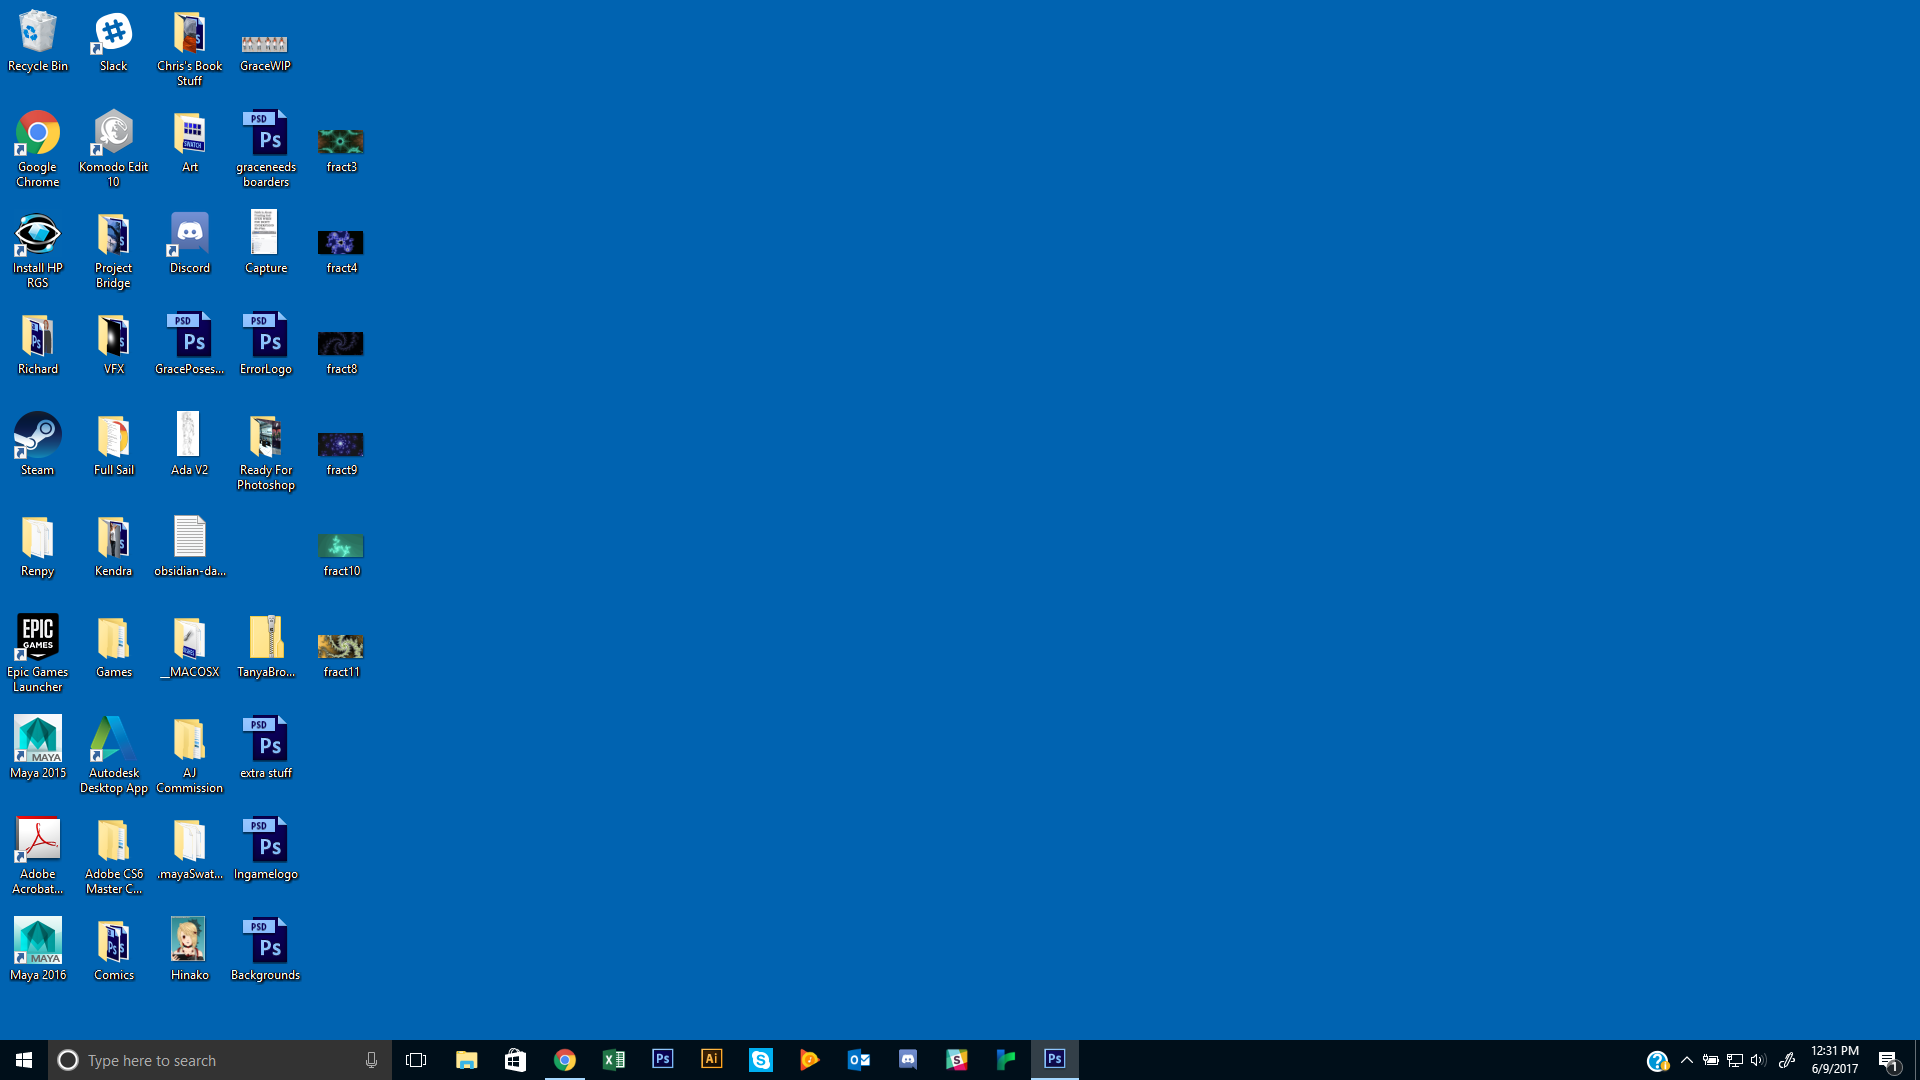 Recycle Bin
Slack
Chris's Book
Stuff
GraceWIP
Google
Chrome
Komodo Edit
10
SWATCH
Art
PSD
Ps
graceneeds
boarders
fract3
Install HP
RGS
Project
Bridge
Discord
Capture
fract4
Richard
VFX
PSD
Ps
GracePoses...
PSD
Ps
ErrorLogo
fract8
Steam
Full Sail
Ada V2
Ready For
Photoshop
fract9
Renpy
Kendra
obsidian-da...
fract10
EPIC
GAMES
Epic Games
Launcher
Games
__MACOSX
TanyaBro...
fract11
MAYA
Maya 2015
Autodesk
Desktop App
AJ
Commission
PSD
Ps
extra stuff
Adobe
Acrobat...
Adobe CS6
Master C...
.mayaSwat...
PSD
Ps
Ingamelogo
MAYA
Maya 2016
Comics
Hinako
PSD
Ps
Backgrounds
Type here to search
Ps
Ai
Ps
12:31 PM
6/9/2017
1